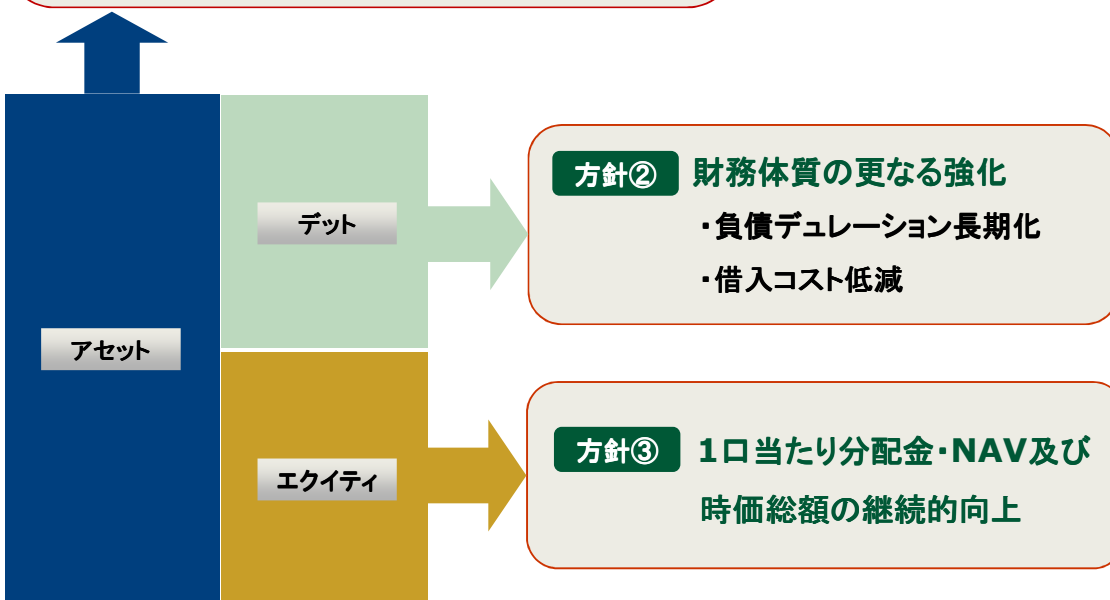 デット
アセット
エクイティ
方針② 財務体質の更なる強化
・負債デュレーション長期化
・借入コスト低減
方針③ 1口当たり分配金・NAV及び
時価総額の継続的向上